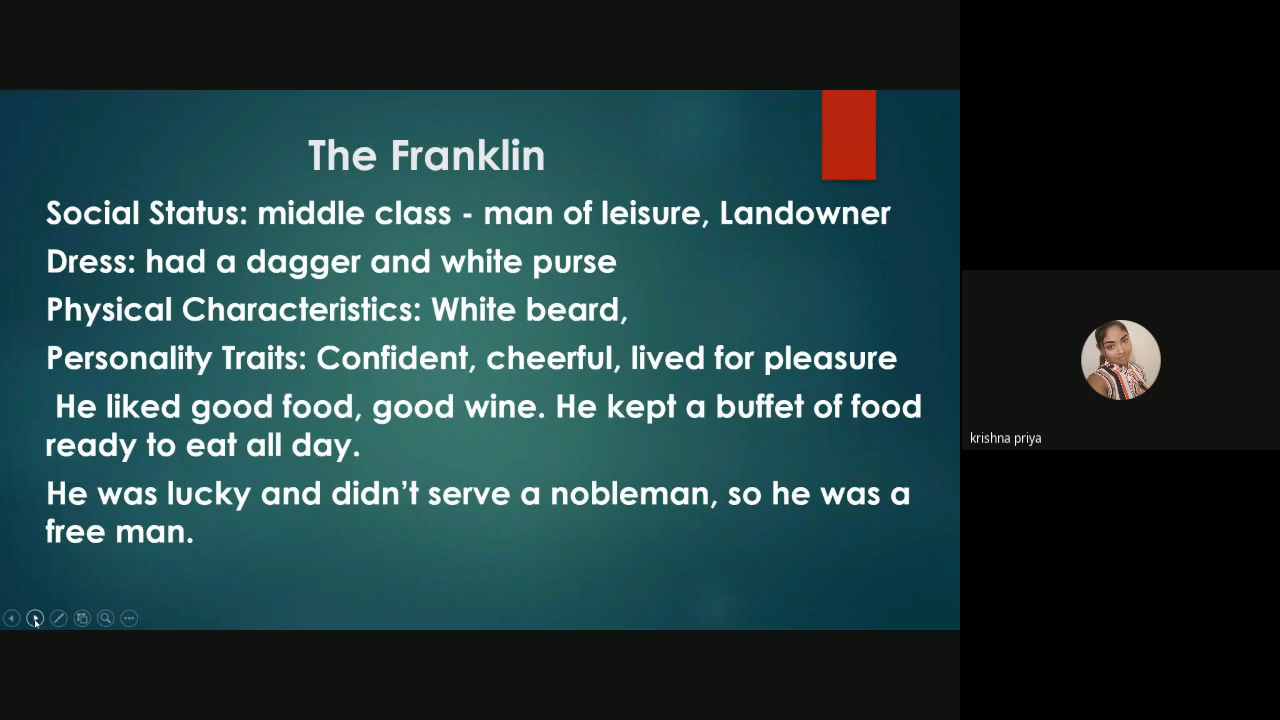 The Franklin
Social Status: middle class - man of leisure, Landowner
Dress: had a dagger and white purse
Physical Characteristics: White beard,
Personality Traits: Confident, cheerful, lived for pleasure
He liked good food, good wine. He kept a buffet of food
ready to eat all day.
He was lucky and didn’t serve a nobleman, so he was a
free man.
krishna priya